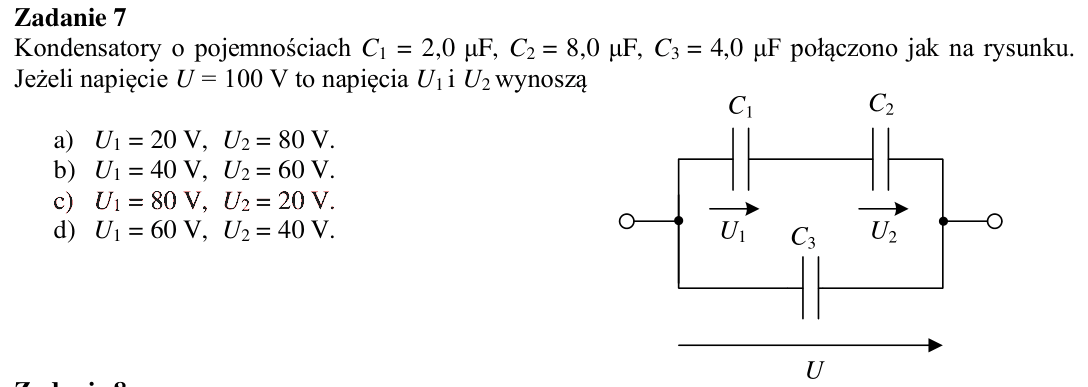 Zadanie 7
Kondensatory o pojemnościach C₁ = 2,0 μF, C₂ = 8,0 μF, C₃ = 4,0 μF połączono jak na rysunku.
Jeżeli napięcie U = 100 V to napięcia U₁ i U₂ wynoszą
a) U₁ = 20 V, U₂ = 80 V.
b) U₁ = 40 V, U₂ = 60 V.
c) U₁ = 80 V, U₂ = 20 V.
d) U₁ = 60 V, U₂ = 40 V.
C₁ C₂
U₁ C₃ U₂
U